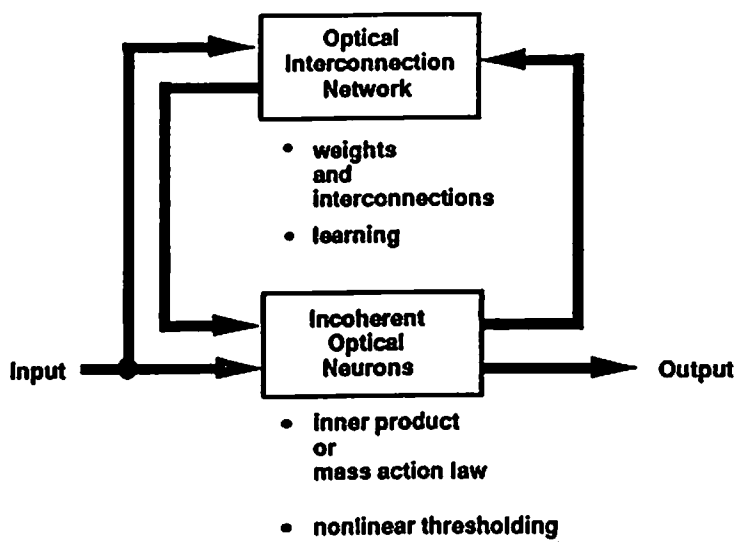 Optical
Interconnection
Network
• weights
and
interconnections
• learning
Incoherent
Optical
Neurons
Input
Output
• inner product
or
mass action law
• nonlinear thresholding